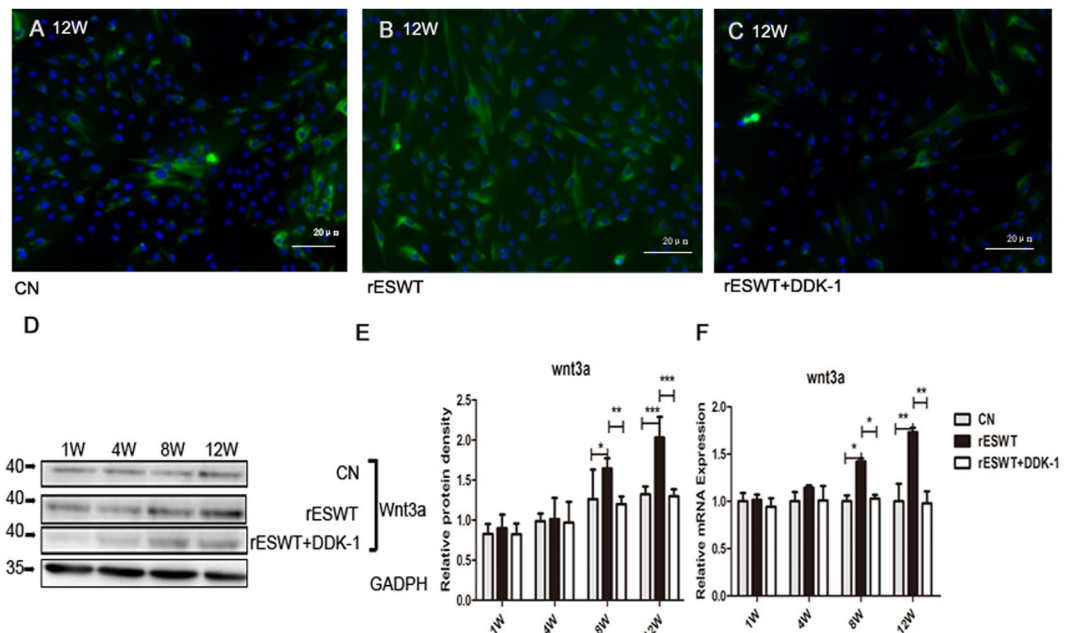 A 12W
B 12W
C 12W
20μm
20μm
20μm
CN
rESWT
rESWT+DDK-1
D
1W 4W 8W 12W
40
CN
40
rESWT
Wnt3a
40
rESWT+DDK-1
35
GADPH
E
wnt3a
Relative protein density
2.5
2.0
1.5
1.0
0.5
0.0
*
**
***
***
1W 4W 8W 12W
F
wnt3a
Relative mRNA Expression
2.0
1.5
1.0
0.5
0.0
*
*
**
**
1W 4W 8W 12W
CN
rESWT
rESWT+DDK-1